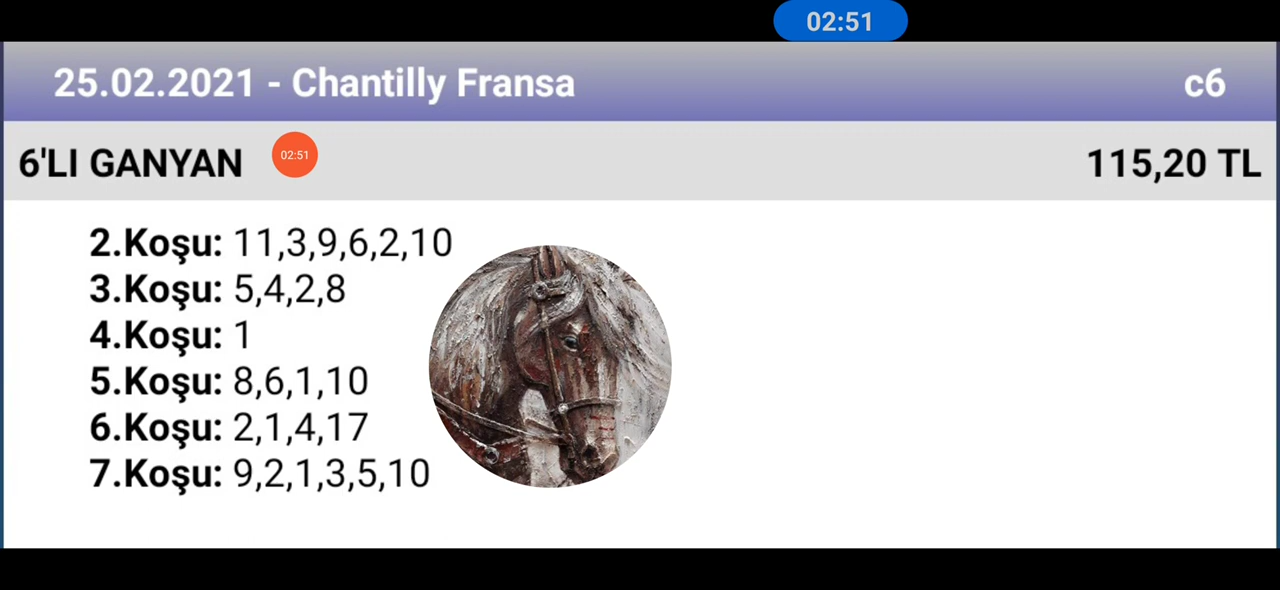 02:51
25.02.2021 - Chantilly Fransa c6
6'LI GANYAN 02:51 115,20 TL
2.Koşu: 11,3,9,6,2,10
3.Koşu: 5,4,2,8
4.Koşu: 1
5.Koşu: 8,6,1,10
6.Koşu: 2,1,4,17
7.Koşu: 9,2,1,3,5,10